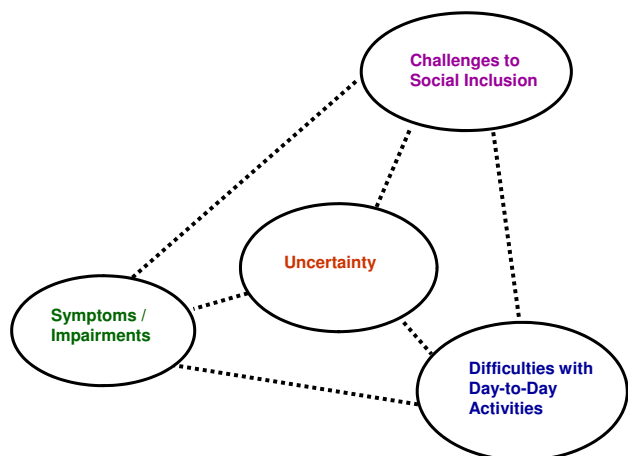 Challenges to
Social Inclusion
Uncertainty
Symptoms /
Impairments
Difficulties with
Day-to-Day
Activities